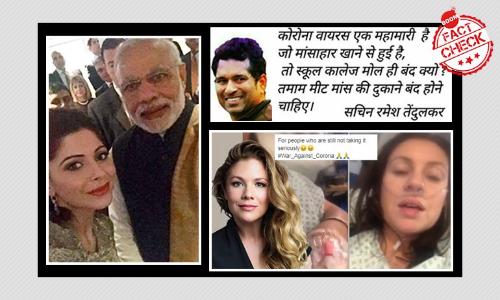 BOOM
FACT
CHECK
कोरोना वायरस एक महामारी है
जो मांसाहार खाने से हुई है,
तो स्कूल कालेज मोल ही बंद क्यो ?
तमाम मीट मांस की दुकाने बंद होने
चाहिए।
सचिन रमेश तेंदुलकर
For people who are still not taking it
seriously😞😞
#War_Against_Corona 🙏🙏